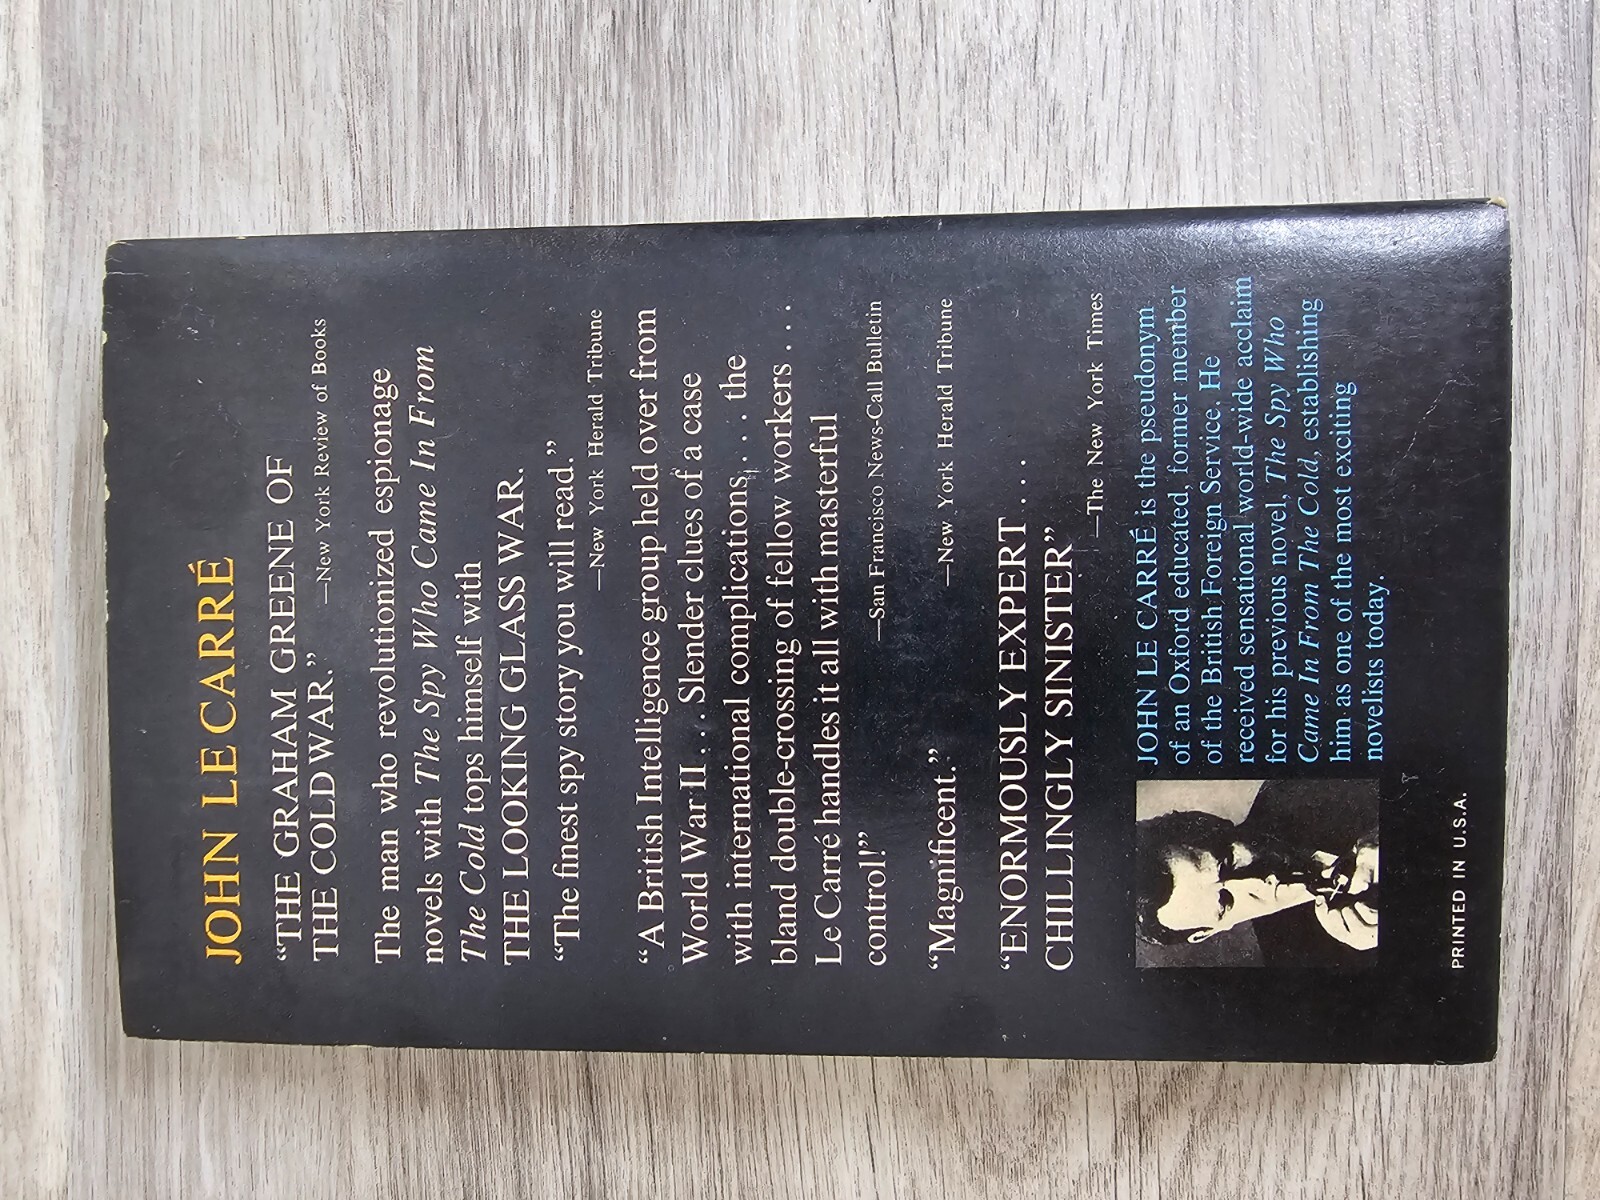 JOHN LE CARRÉ
“THE GRAHAM GREENE OF
THE COLD WAR.”
—New York Review of Books
The man who revolutionized espionage
novels with The Spy Who Came In From
The Cold tops himself with
THE LOOKING GLASS WAR.
“The finest spy story you will read.”
—New York Herald Tribune
“A British Intelligence group held over from
World War II . . . Slender clues of a case
with international complications, . . . the
bland double-crossing of fellow workers . . .
Le Carré handles it all with masterful
control!”
—San Francisco News-Call Bulletin
“Magnificent.”
—New York Herald Tribune
“ENORMOUSLY EXPERT . . .
CHILLINGLY SINISTER”
—The New York Times
JOHN LE CARRÉ is the pseudonym
of an Oxford educated, former member
of the British Foreign Service. He
received sensational world-wide acclaim
for his previous novel, The Spy Who
Came In From The Cold, establishing
him as one of the most exciting
novelists today.
PRINTED IN U.S.A.